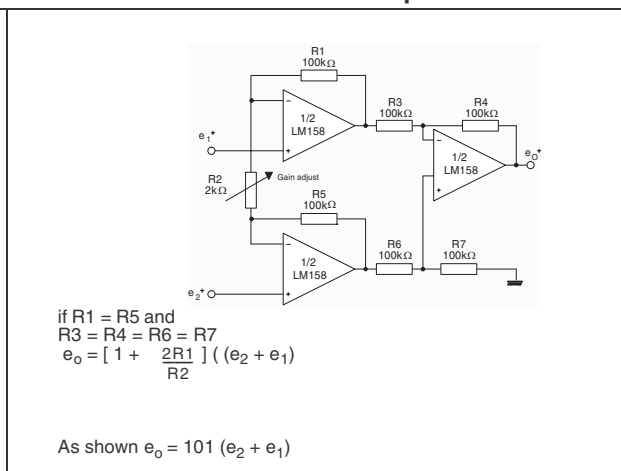 R1
100kΩ
1/2
LM158
R3
100kΩ
R4
100kΩ
e1+
1/2
LM158
eO+
R2
2kΩ
Gain adjust
R5
100kΩ
1/2
LM158
R6
100kΩ
R7
100kΩ
e2+
if R1 = R5 and
R3 = R4 = R6 = R7
eo = [ 1 + 2R1/R2 ] ( (e2 + e1)
As shown eo = 101 (e2 + e1)